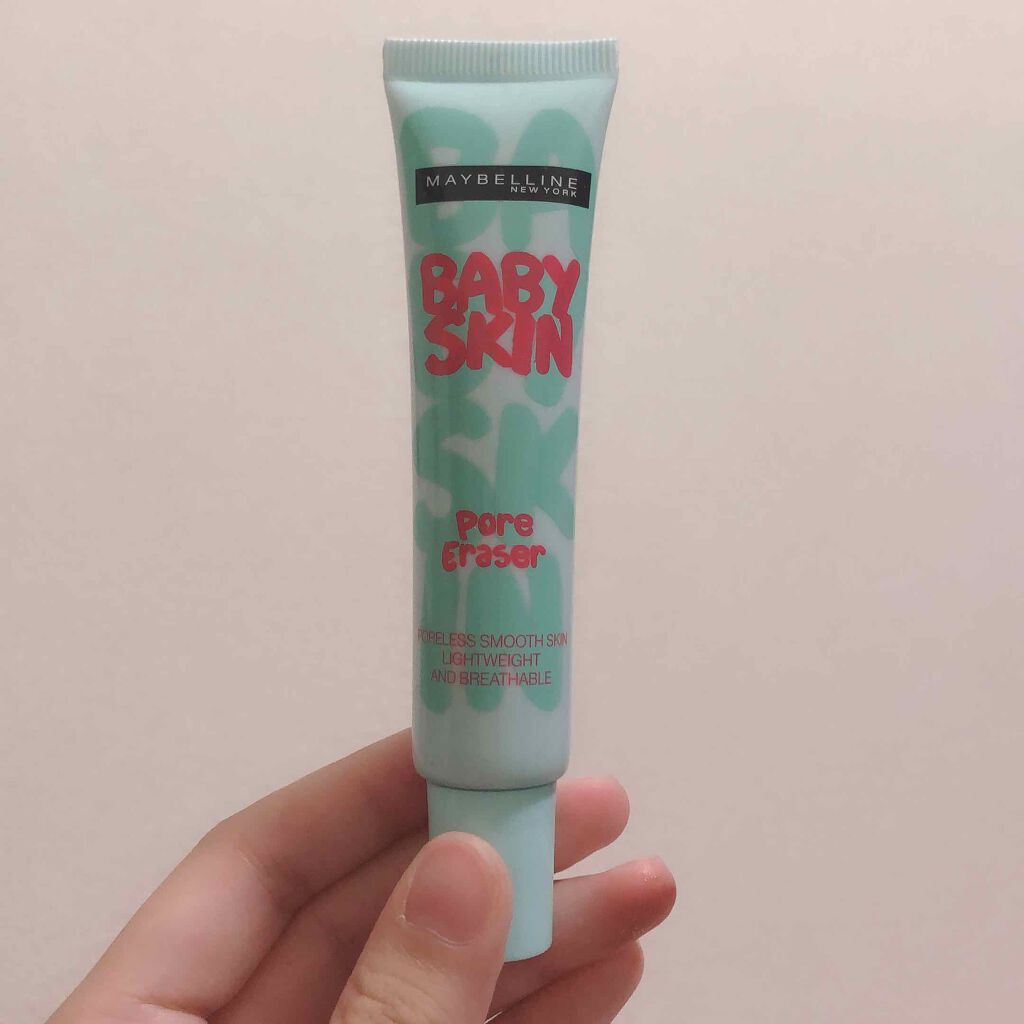 MAYBELLINE
NEW YORK
BABY
SKIN
Pore
Eraser
PORELESS SMOOTH SKIN
LIGHTWEIGHT
AND BREATHABLE